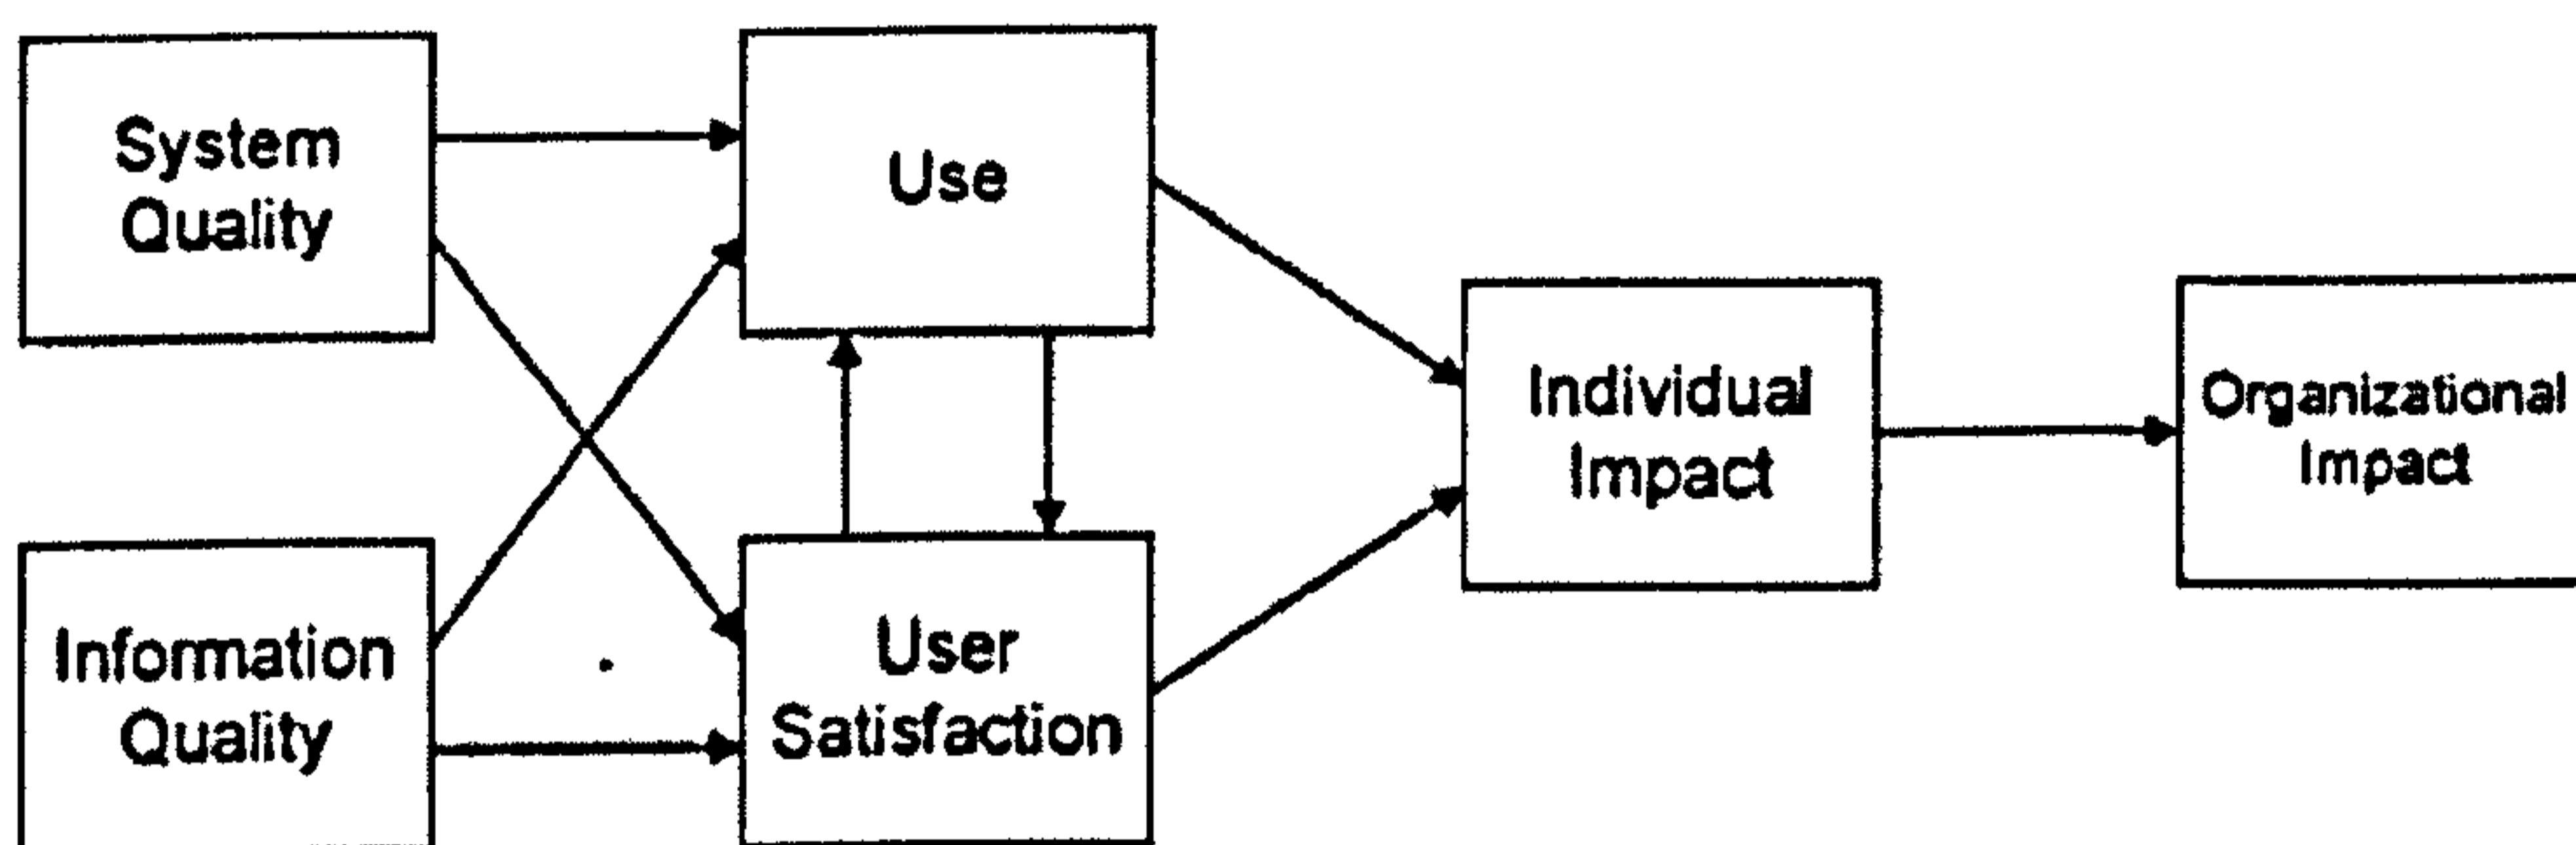 System
Quality
Use
Individual
Impact
Organizational
Impact
Information
Quality
User
Satisfaction